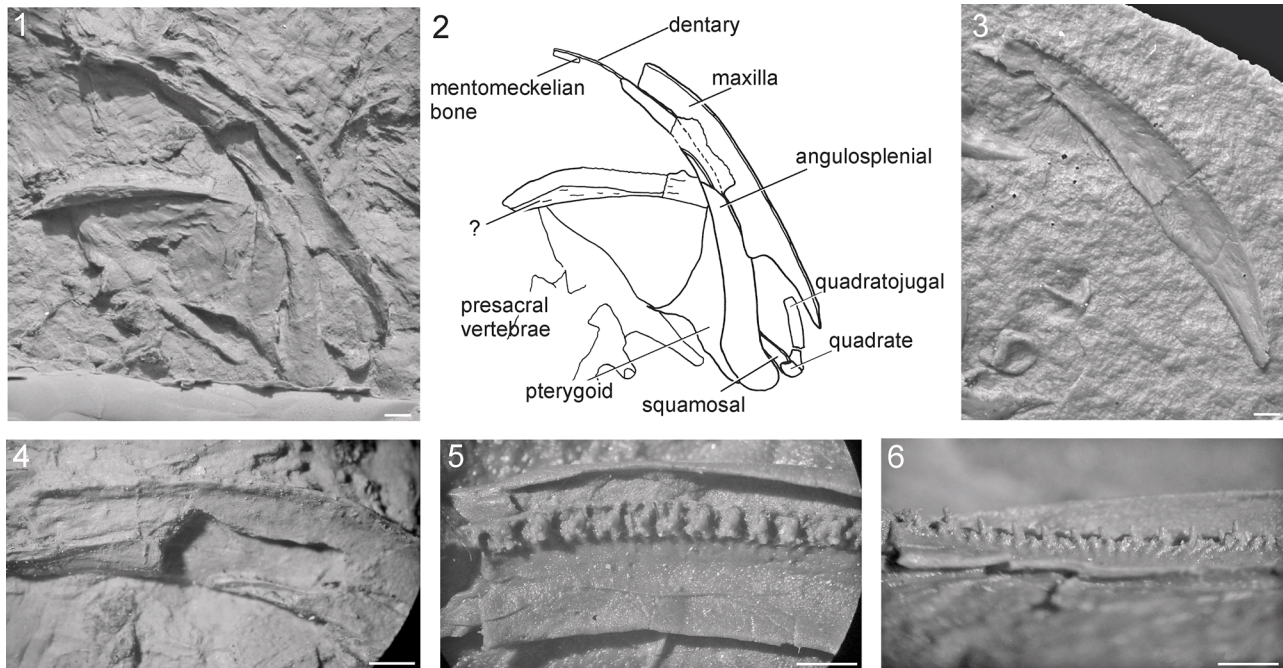 1
2
3
dentary
mentomeckelian
bone
maxilla
angulosplenial
?
quadratojugal
presacral
vertebrae
quadrate
pterygoid
squamosal
4
5
6